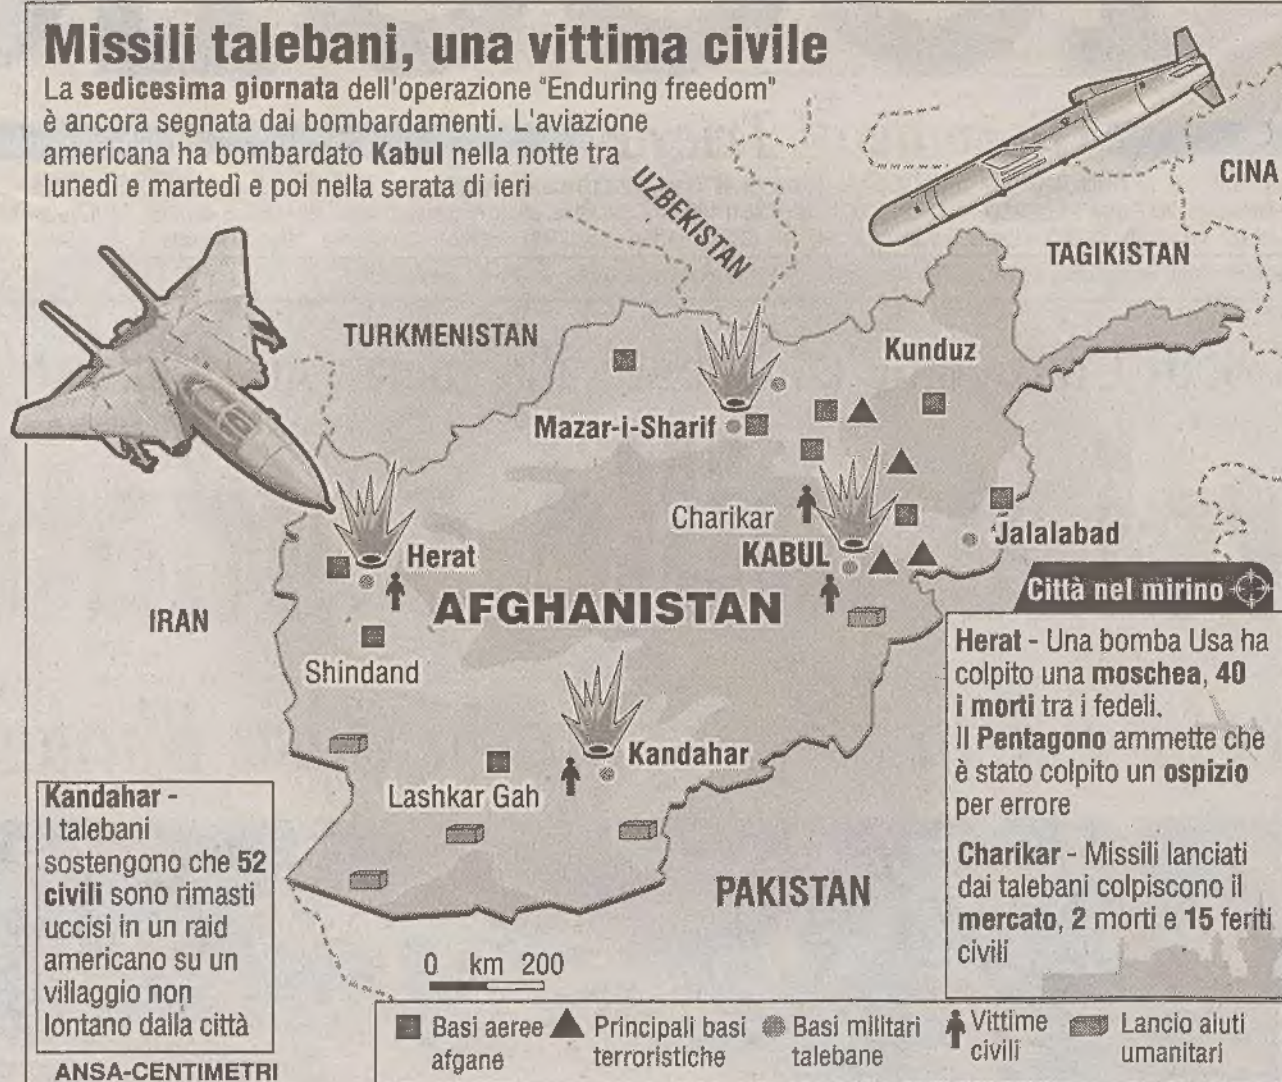 Missili talebani, una vittima civile
La sedicesima giornata dell'operazione "Enduring freedom"
è ancora segnata dai bombardamenti. L'aviazione
americana ha bombardato Kabul nella notte tra
lunedì e martedì e poi nella serata di ieri
UZBEKISTAN
CINA
TAGIKISTAN
TURKMENISTAN
Kunduz
Mazar-i-Sharif
Charikar
KABUL
Jalalabad
Herat
AFGHANISTAN
IRAN
Shindand
Kandahar
Lashkar Gah
PAKISTAN
Città nel mirino
Herat - Una bomba Usa ha
colpito una moschea, 40
i morti tra i fedeli.
Il Pentagono ammette che
è stato colpito un ospizio
per errore
Charikar - Missili lanciati
dai talebani colpiscono il
mercato, 2 morti e 15 feriti
civili
Kandahar -
I talebani
sostengono che 52
civili sono rimasti
uccisi in un raid
americano su un
villaggio non
lontano dalla città
0 km 200
Basi aeree
afgane
Principali basi
terroristiche
Basi militari
talebane
Vittime
civili
Lancio aiuti
umanitari
ANSA-CENTIMETRI